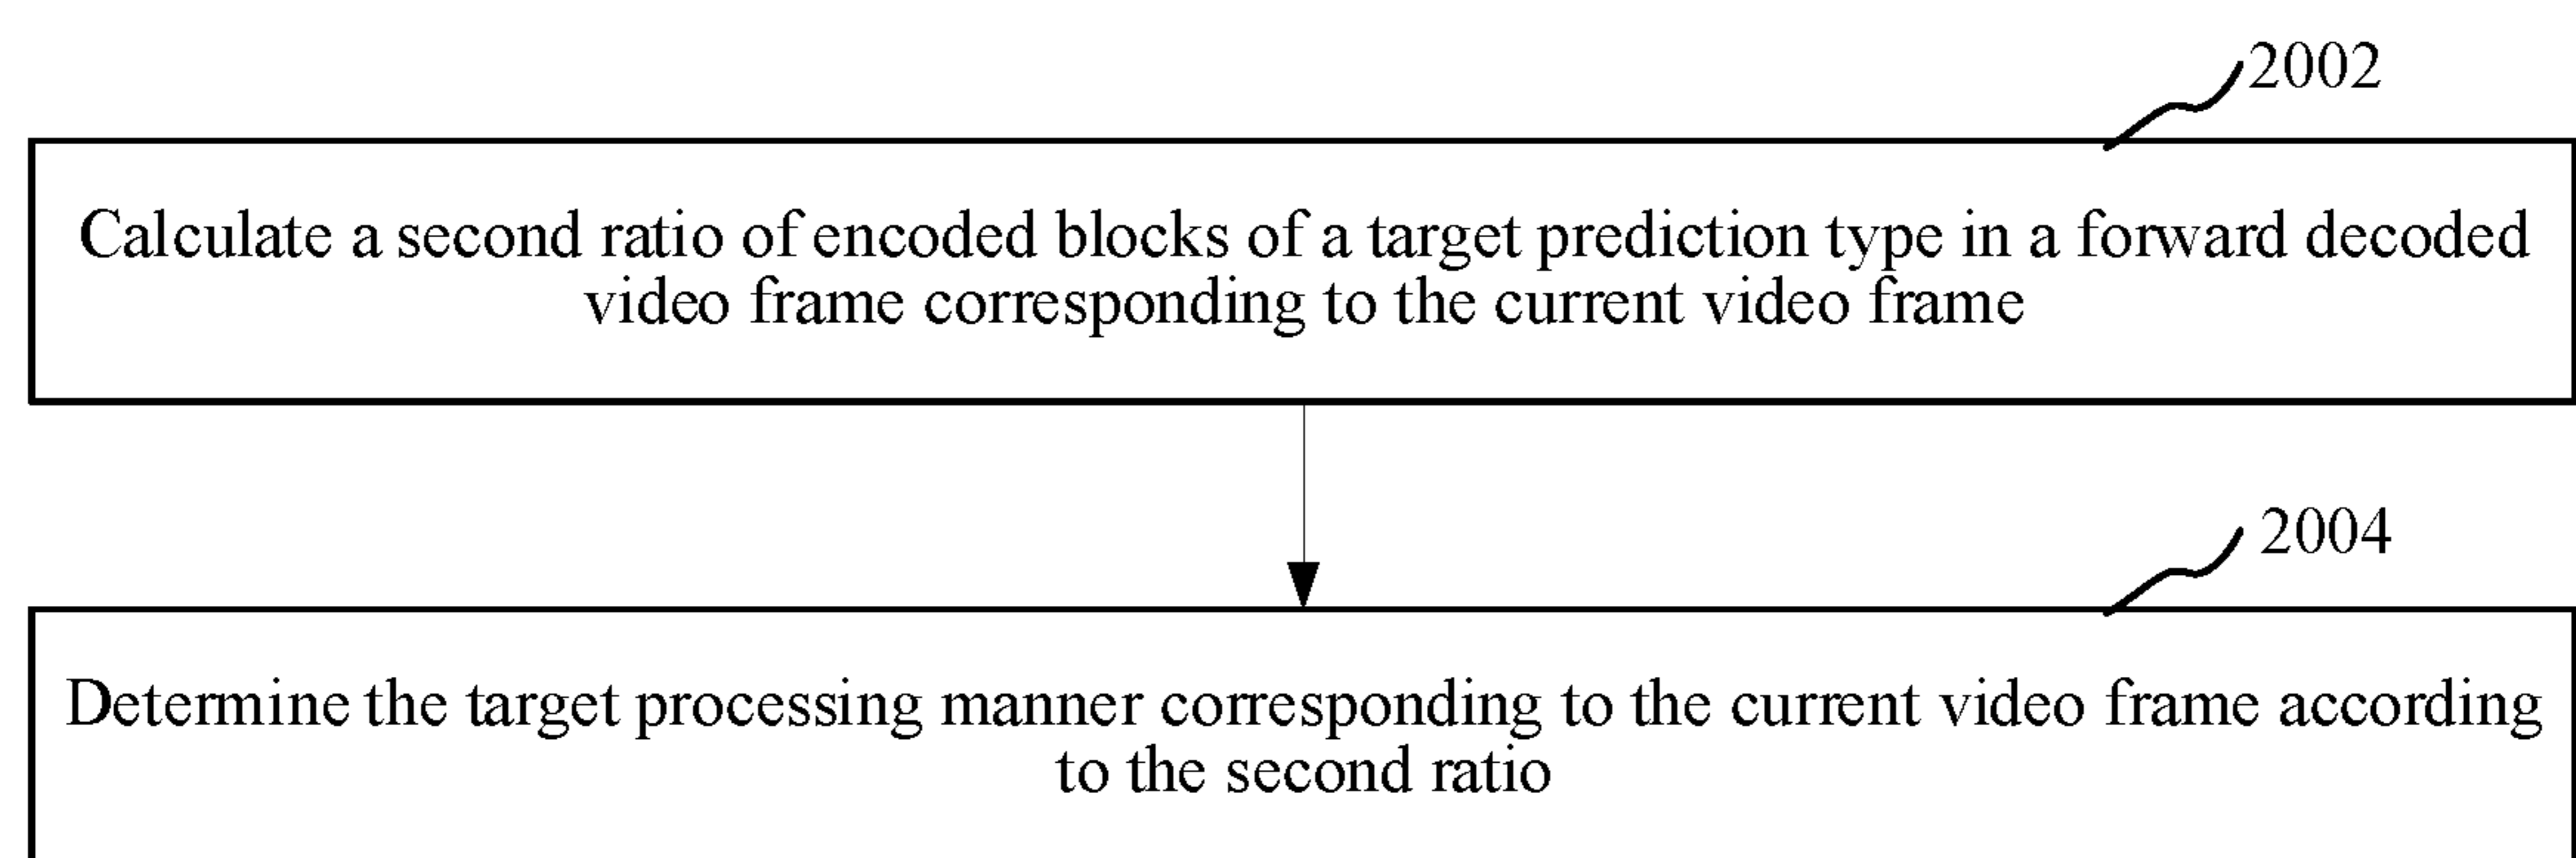 2002
Calculate a second ratio of encoded blocks of a target prediction type in a forward decoded
video frame corresponding to the current video frame
2004
Determine the target processing manner corresponding to the current video frame according
to the second ratio